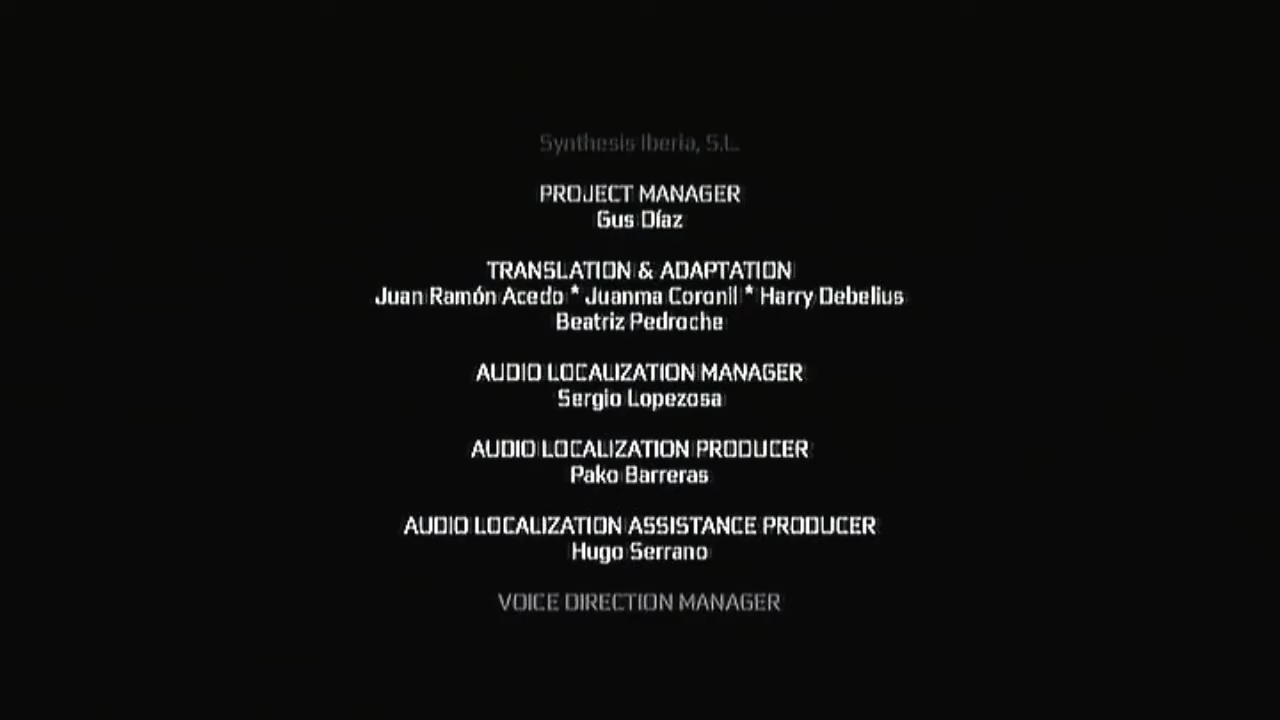 Synthesis Iberia, S.L.
PROJECT MANAGER
Gus Díaz
TRANSLATION & ADAPTATION
Juan Ramón Acedo * Juanma Coronil * Harry Debelius
Beatriz Pedroche
AUDIO LOCALIZATION MANAGER
Sergio Lopezosa
AUDIO LOCALIZATION PRODUCER
Pako Barreras
AUDIO LOCALIZATION ASSISTANCE PRODUCER
Hugo Serrano
VOICE DIRECTION MANAGER